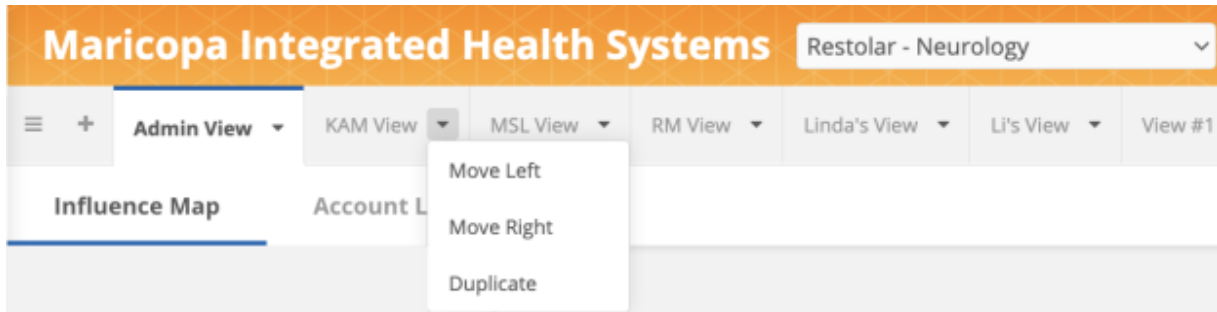 Maricopa Integrated Health Systems Restolar - Neurology
Admin View KAM View MSL View RM View Linda's View Li's View View #1
Move Left
Influence Map Account L
Move Right
Duplicate